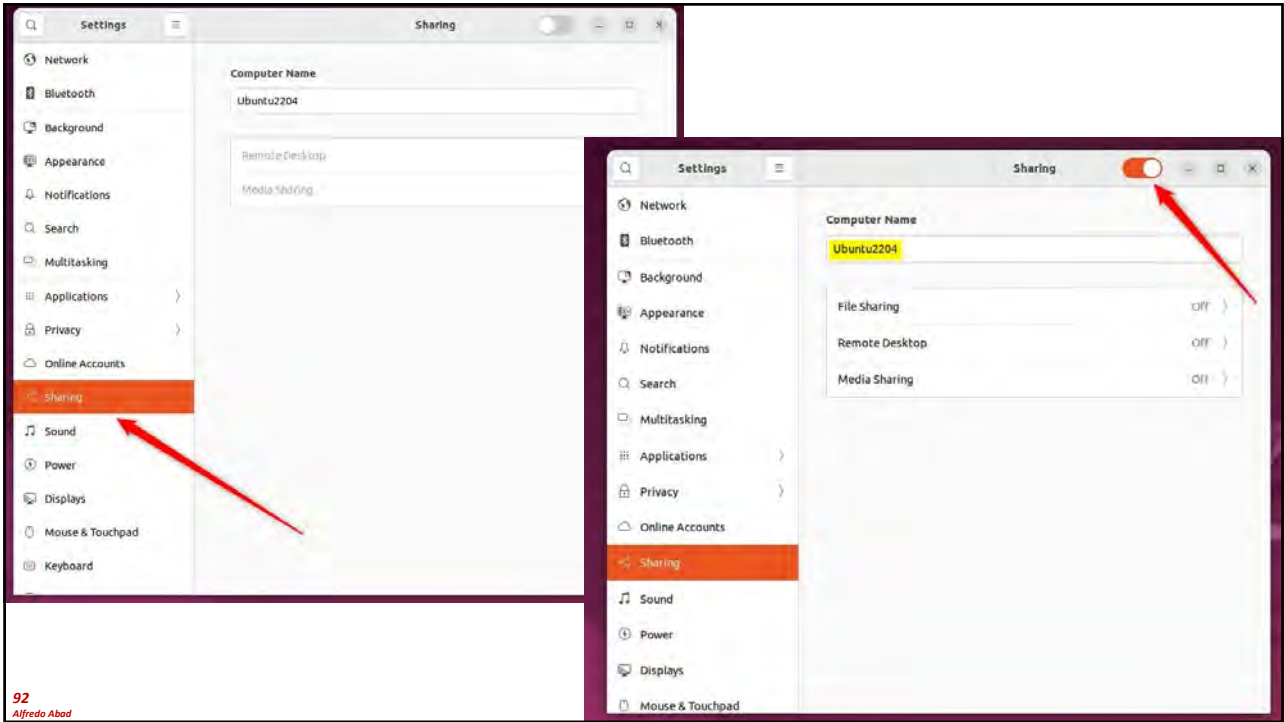 Settings
Sharing
Network
Bluetooth
Background
Appearance
Notifications
Search
Multitasking
Applications
Privacy
Online Accounts
Sharing
Sound
Power
Displays
Mouse & Touchpad
Keyboard
Computer Name
Ubuntu2204
Remote Desktop
Media Sharing
Settings
Sharing
Network
Bluetooth
Background
Appearance
Notifications
Search
Multitasking
Applications
Privacy
Online Accounts
Sharing
Sound
Power
Displays
Mouse & Touchpad
Computer Name
Ubuntu2204
File Sharing Off
Remote Desktop Off
Media Sharing Off
92
Alfredo Abad